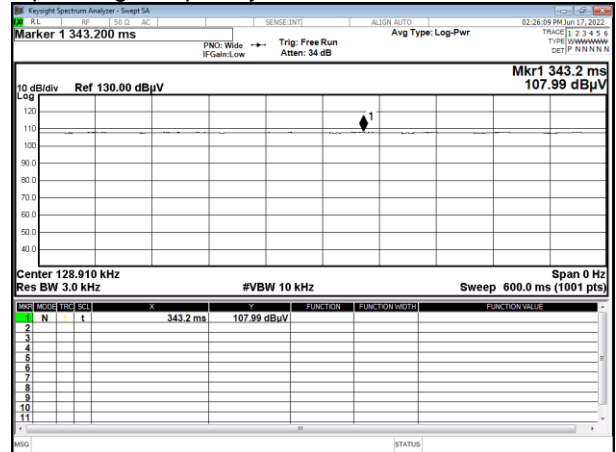 Keysight Spectrum Analyzer - Swept SA
RL RF 50 Ω AC SENSE:INT ALIGN AUTO 02:26:09 PM Jun 17, 2022
Marker 1 343.200 ms
PNO: Wide Trig: Free Run Avg Type: Log-Pwr TRACE 1 2 3 4 5 6
IFGain:Low Atten: 34 dB TYPE WWWWWW
DET P N N N N N
Mkr1 343.2 ms
10 dB/div Ref 130.00 dBµV 107.99 dBµV
Log
120
110
100
90.0
80.0
70.0
60.0
50.0
40.0
1
Center 128.910 kHz Span 0 Hz
Res BW 3.0 kHz #VBW 10 kHz Sweep 600.0 ms (1001 pts)
MKR MODE TRC SCL X Y FUNCTION FUNCTION WIDTH FUNCTION VALUE
1 N 1 t 343.2 ms 107.99 dBµV
2
3
4
5
6
7
8
9
10
11
MSG STATUS